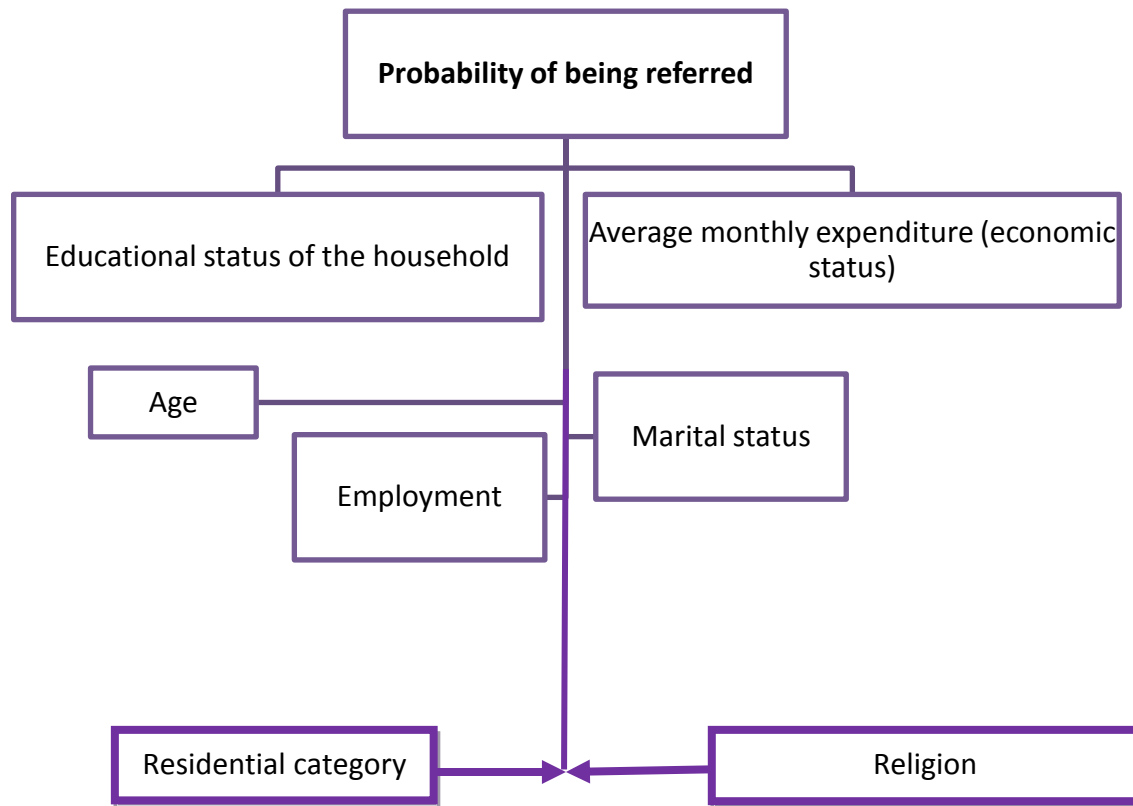 Probability of being referred
Educational status of the household
Average monthly expenditure (economic
status)
Age
Marital status
Employment
Residential category
Religion